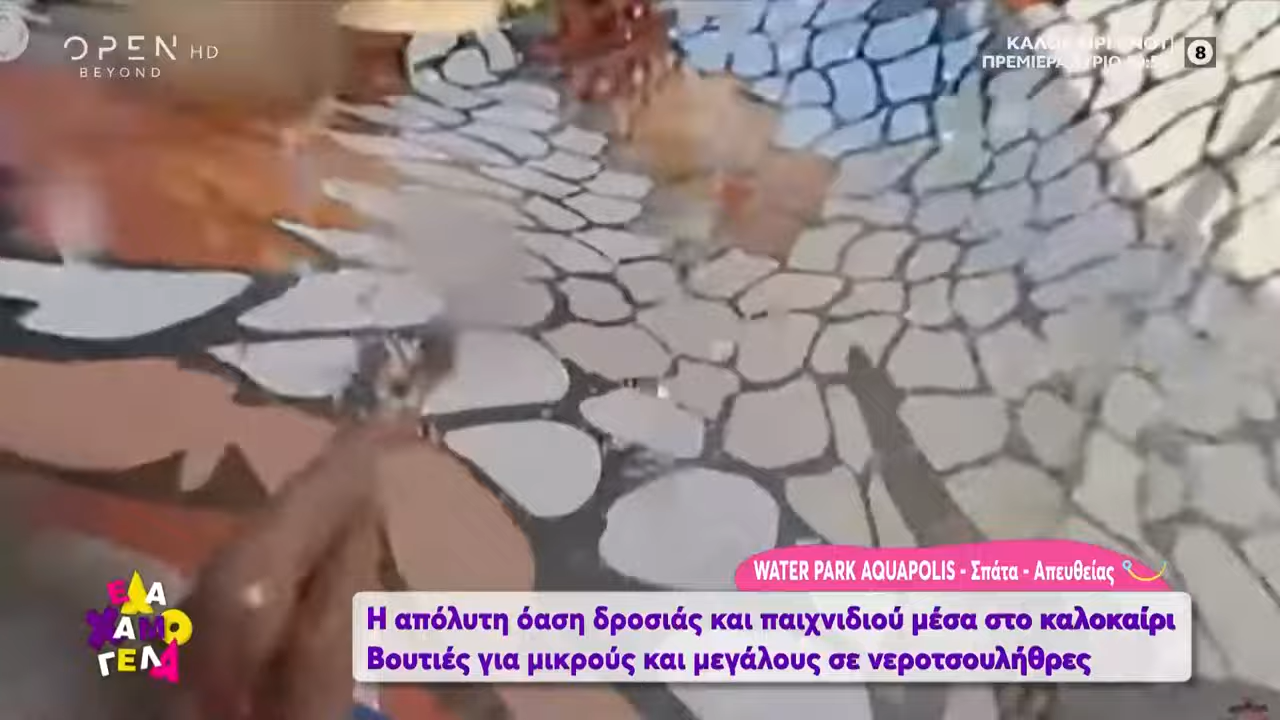 OPEN HD
BEYOND
8
WATER PARK AQUAPOLIS - Σπάτα - Απευθείας
Η απόλυτη όαση δροσιάς και παιχνιδιού μέσα στο καλοκαίρι
Βουτιές για μικρούς και μεγάλους σε νεροτσουλήθρες
ΕΛΑ
ΧΑΜΟ
ΓΕΛΑ